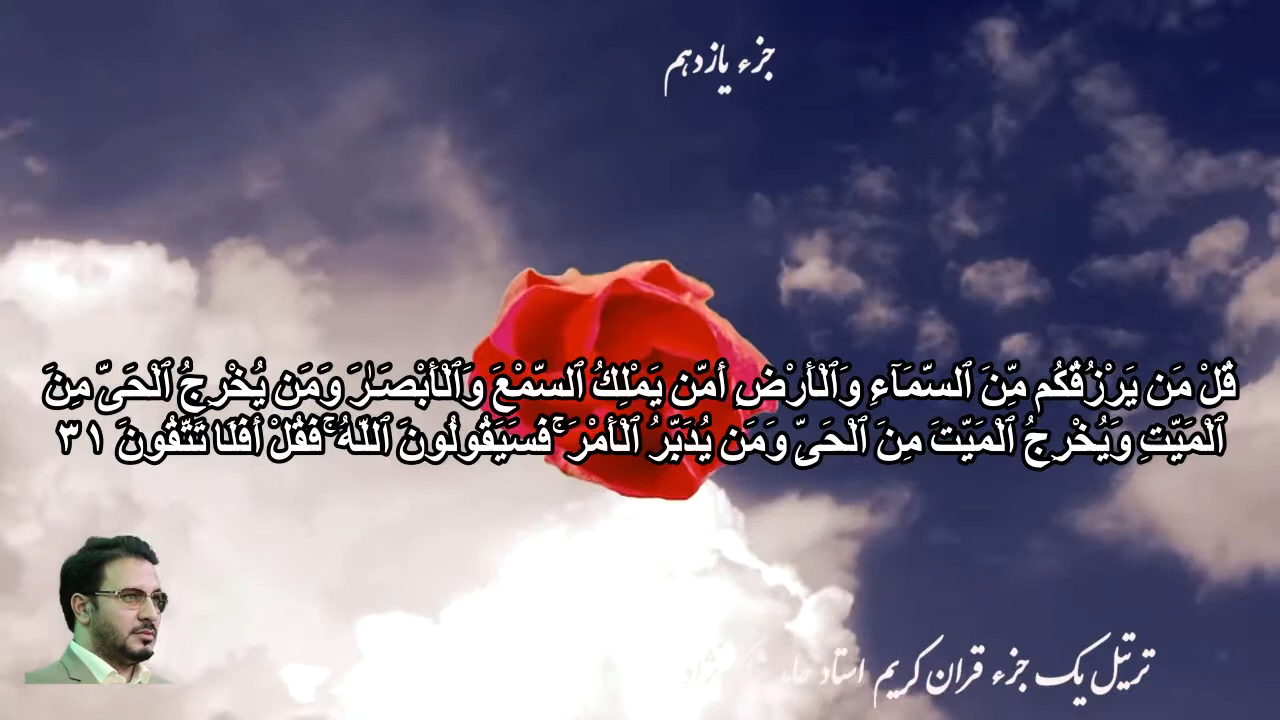 جزء یازدهم
قُلْ مَن يَرْزُقُكُم مِّنَ ٱلسَّمَآءِ وَٱلْأَرْضِ أَمَّن يَمْلِكُ ٱلسَّمْعَ وَٱلْأَبْصَـٰرَ وَمَن يُخْرِجُ ٱلْحَىَّ مِنَ
ٱلْمَيِّتِ وَيُخْرِجُ ٱلْمَيِّتَ مِنَ ٱلْحَىِّ وَمَن يُدَبِّرُ ٱلْأَمْرَ ۚ فَسَيَقُولُونَ ٱللَّهُ ۚ فَقُلْ أَفَلَا تَتَّقُونَ ٣١
ترتیل یک جزء قران کریم استاد